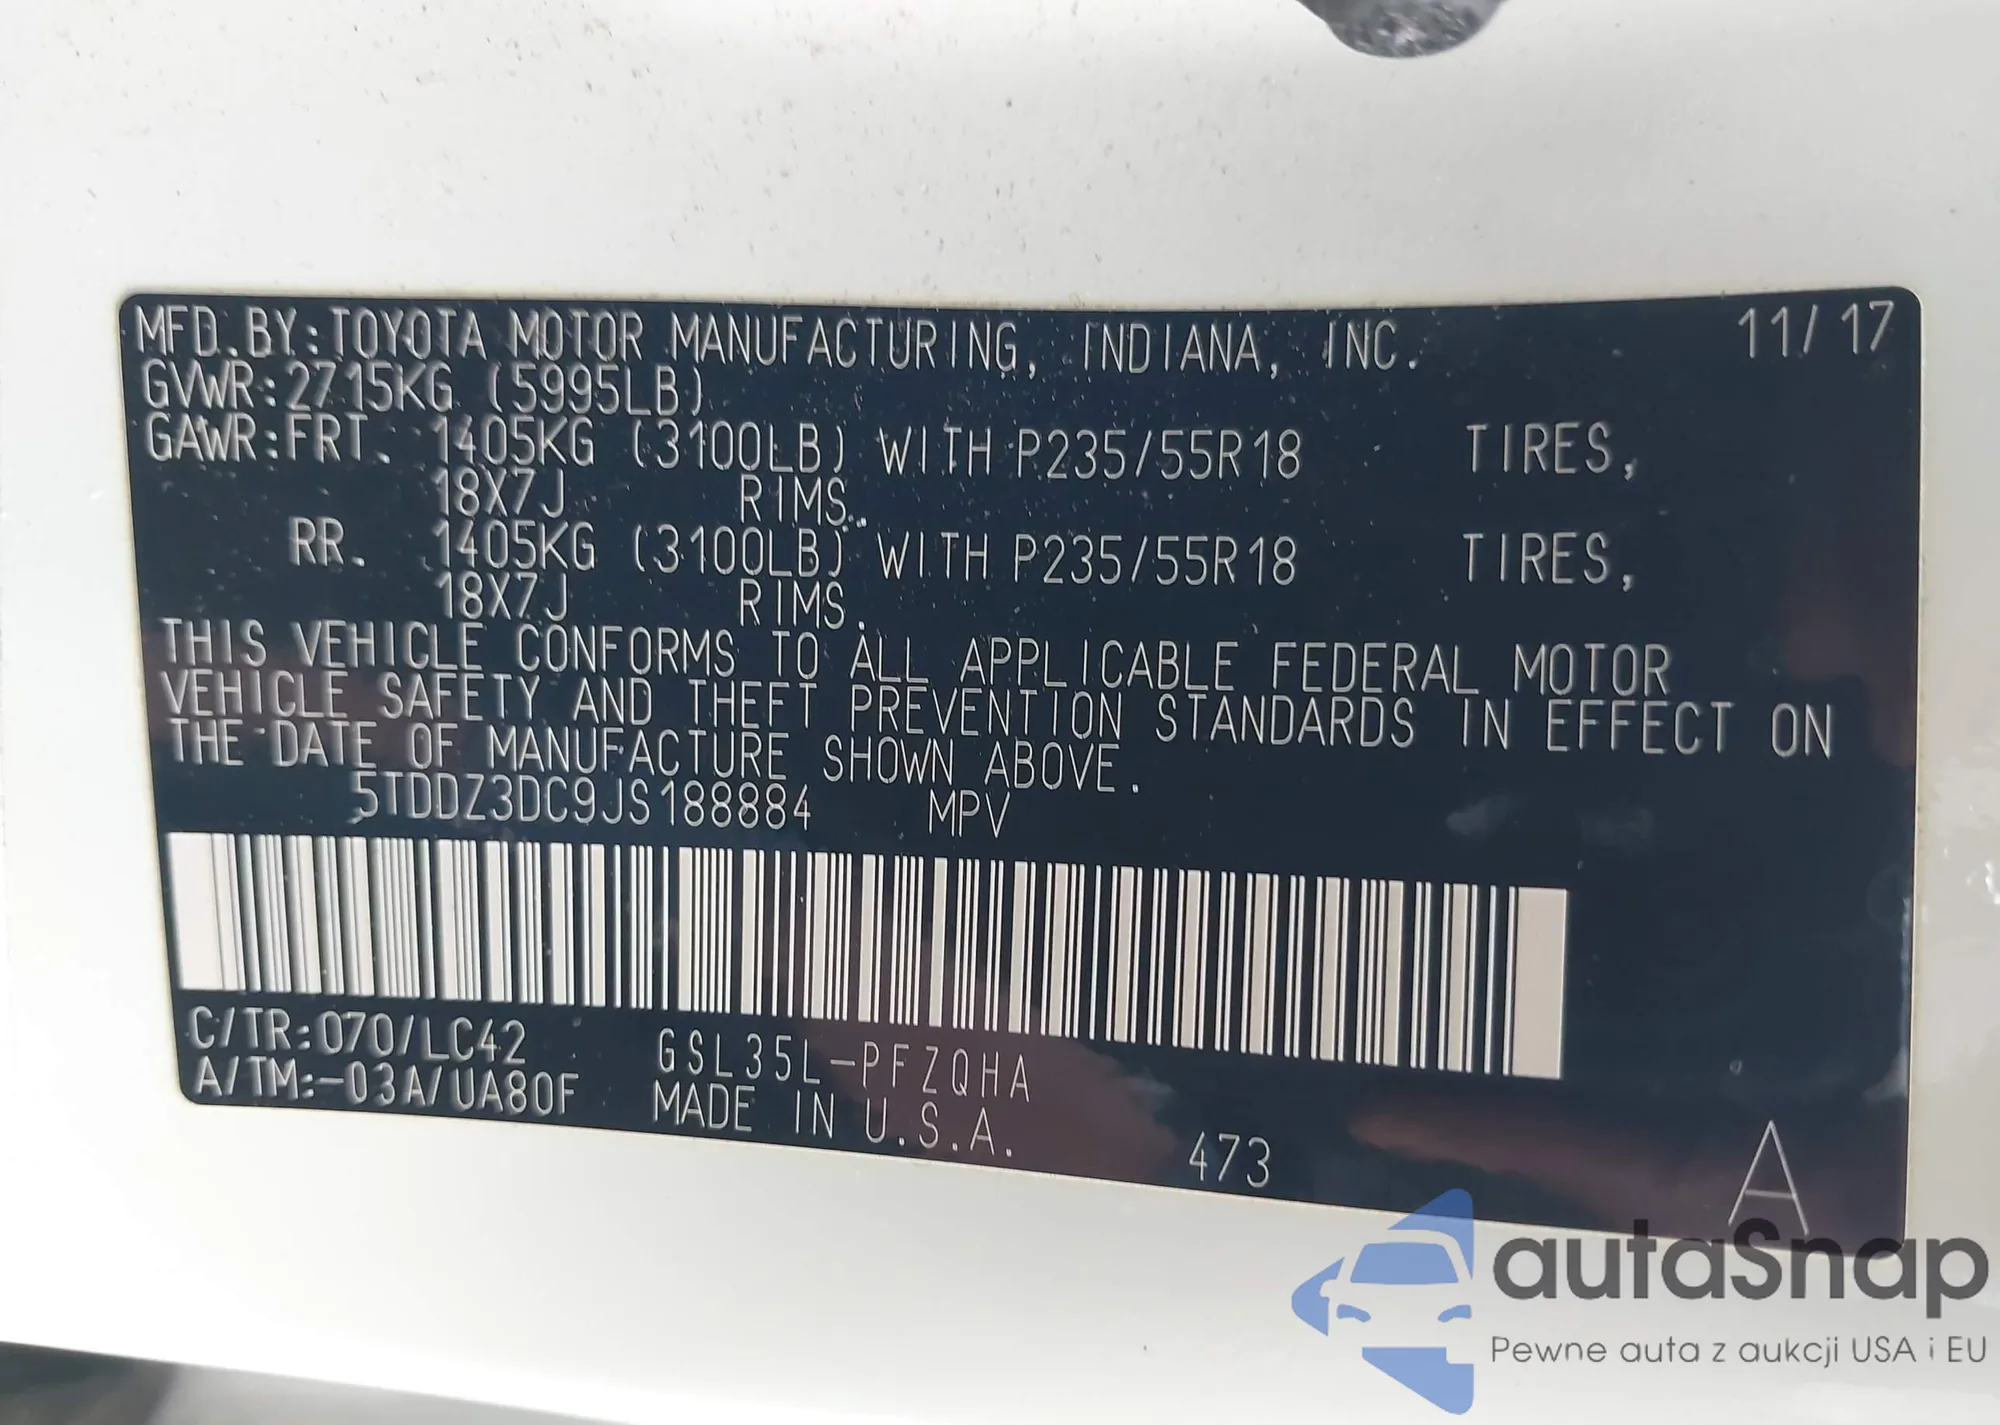 MFD. BY: TOYOTA MOTOR MANUFACTURING, INDIANA, INC. 11/17
GVWR: 2715KG (5995LB)
GAWR: FRT. 1405KG (3100LB) WITH P235/55R18 TIRES,
18X7J RIMS.
RR. 1405KG (3100LB) WITH P235/55R18 TIRES,
18X7J RIMS.
THIS VEHICLE CONFORMS TO ALL APPLICABLE FEDERAL MOTOR
VEHICLE SAFETY AND THEFT PREVENTION STANDARDS IN EFFECT ON
THE DATE OF MANUFACTURE SHOWN ABOVE.
5TDDZ3DC9JS188884 MPV
C/TR: 070/LC42 GSL35L-PFZQHA
A/TM: -03A/UA80F MADE IN U.S.A. 473 A
autaSnap
Pewne auta z aukcji USA i EU